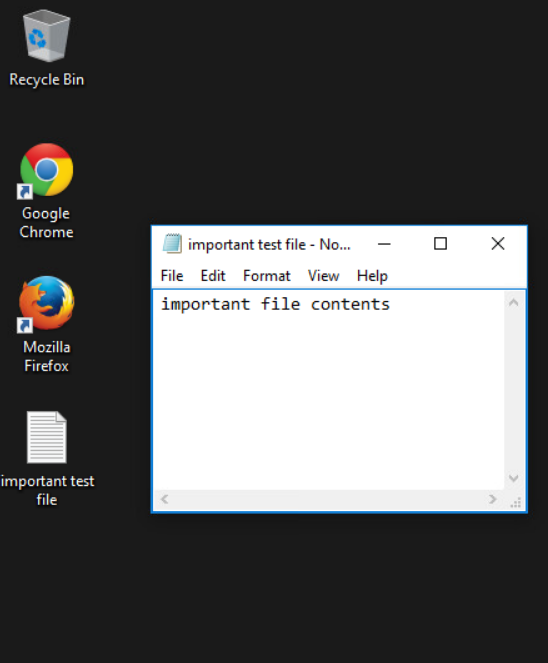 Recycle Bin
Google
Chrome
Mozilla
Firefox
important test
file
important test file - No...
File Edit Format View Help
important file contents